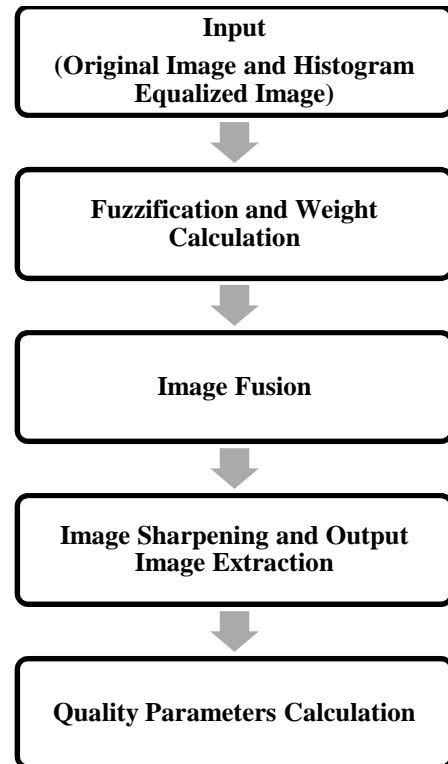 Input
(Original Image and Histogram
Equalized Image)
Fuzzification and Weight
Calculation
Image Fusion
Image Sharpening and Output
Image Extraction
Quality Parameters Calculation